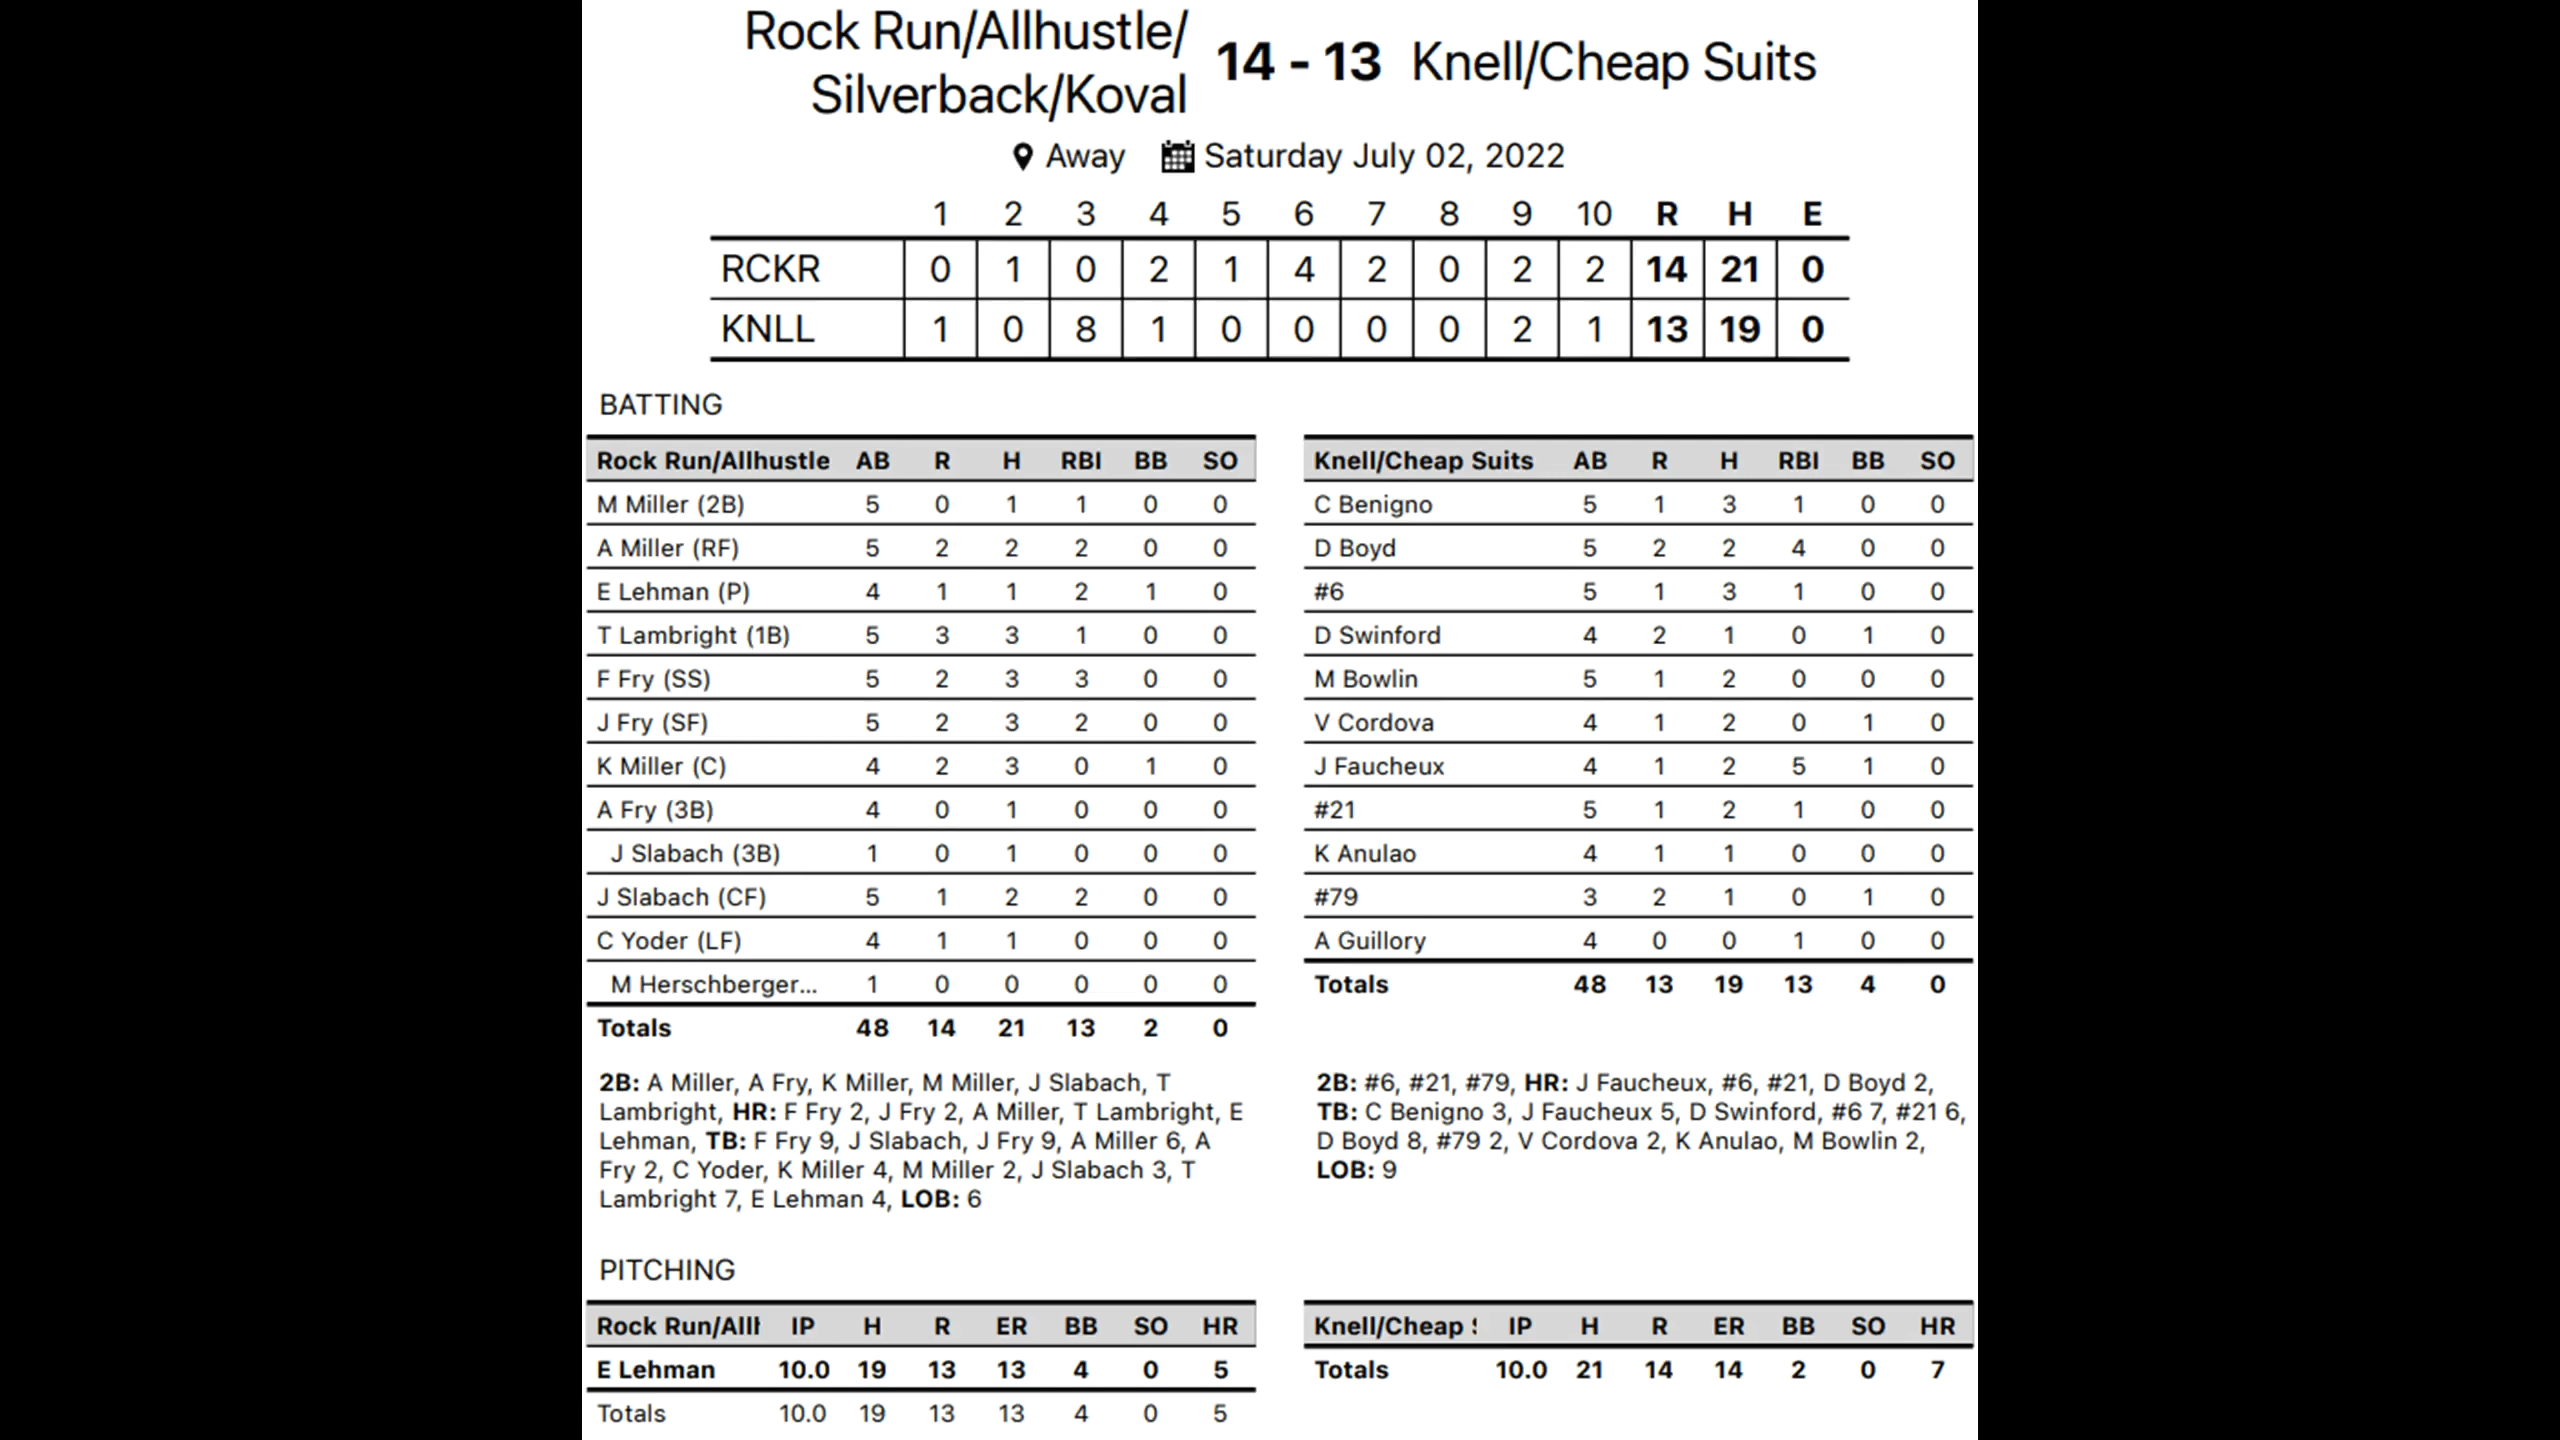 Rock Run/Allhustle/
Silverback/Koval
14 - 13 Knell/Cheap Suits
Away Saturday July 02, 2022
1 2 3 4 5 6 7 8 9 10 R H E
RCKR 0 1 0 2 1 4 2 0 2 2 14 21 0
KNLL 1 0 8 1 0 0 0 0 2 1 13 19 0
BATTING
Rock Run/Allhustle AB R H RBI BB SO
M Miller (2B) 5 0 1 1 0 0
A Miller (RF) 5 2 2 2 0 0
E Lehman (P) 4 1 1 2 1 0
T Lambright (1B) 5 3 3 1 0 0
F Fry (SS) 5 2 3 3 0 0
J Fry (SF) 5 2 3 2 0 0
K Miller (C) 4 2 3 0 1 0
A Fry (3B) 4 0 1 0 0 0
J Slabach (3B) 1 0 1 0 0 0
J Slabach (CF) 5 1 2 2 0 0
C Yoder (LF) 4 1 1 0 0 0
M Herschberger... 1 0 0 0 0 0
Totals 48 14 21 13 2 0
2B: A Miller, A Fry, K Miller, M Miller, J Slabach, T
Lambright, HR: F Fry 2, J Fry 2, A Miller, T Lambright, E
Lehman, TB: F Fry 9, J Slabach, J Fry 9, A Miller 6, A
Fry 2, C Yoder, K Miller 4, M Miller 2, J Slabach 3, T
Lambright 7, E Lehman 4, LOB: 6
Knell/Cheap Suits AB R H RBI BB SO
C Benigno 5 1 3 1 0 0
D Boyd 5 2 2 4 0 0
#6 5 1 3 1 0 0
D Swinford 4 2 1 0 1 0
M Bowlin 5 1 2 0 0 0
V Cordova 4 1 2 0 1 0
J Faucheux 4 1 2 5 1 0
#21 5 1 2 1 0 0
K Anulao 4 1 1 0 0 0
#79 3 2 1 0 1 0
A Guillory 4 0 0 1 0 0
Totals 48 13 19 13 4 0
2B: #6, #21, #79, HR: J Faucheux, #6, #21, D Boyd 2,
TB: C Benigno 3, J Faucheux 5, D Swinford, #6 7, #21 6,
D Boyd 8, #79 2, V Cordova 2, K Anulao, M Bowlin 2,
LOB: 9
PITCHING
Rock Run/Allh IP H R ER BB SO HR
E Lehman 10.0 19 13 13 4 0 5
Totals 10.0 19 13 13 4 0 5
Knell/Cheap IP H R ER BB SO HR
Totals 10.0 21 14 14 2 0 7